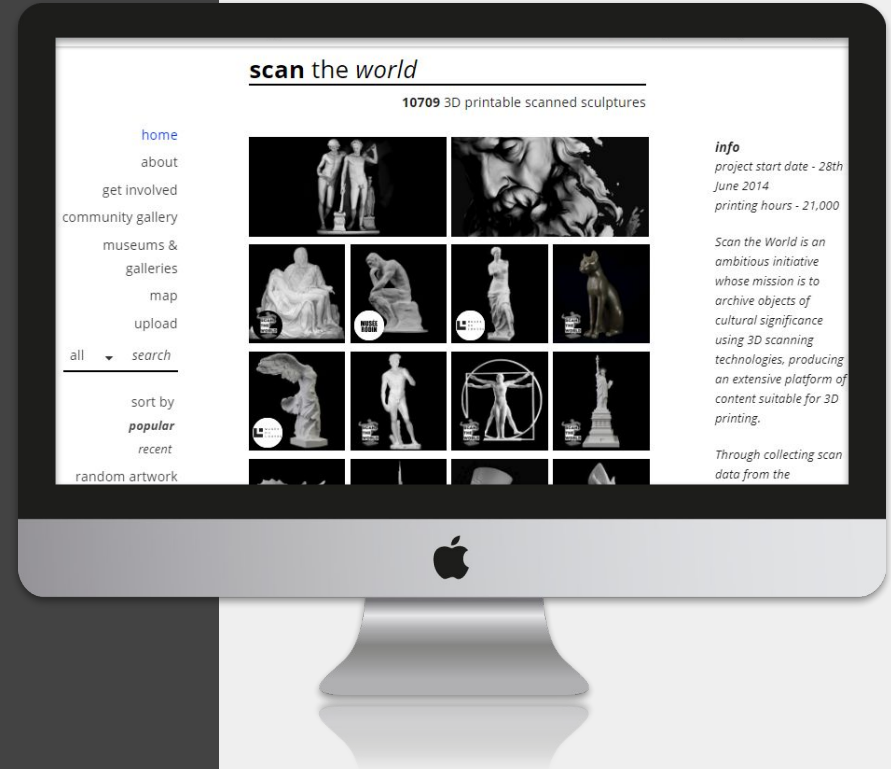 scan the world
10709 3D printable scanned sculptures
home
about
get involved
community gallery
museums &
galleries
map
upload
all search
sort by
popular
recent
random artwork
MUSÉE
RODIN
info
project start date - 28th
June 2014
printing hours - 21,000
Scan the World is an
ambitious initiative
whose mission is to
archive objects of
cultural significance
using 3D scanning
technologies, producing
an extensive platform of
content suitable for 3D
printing.
Through collecting scan
data from the